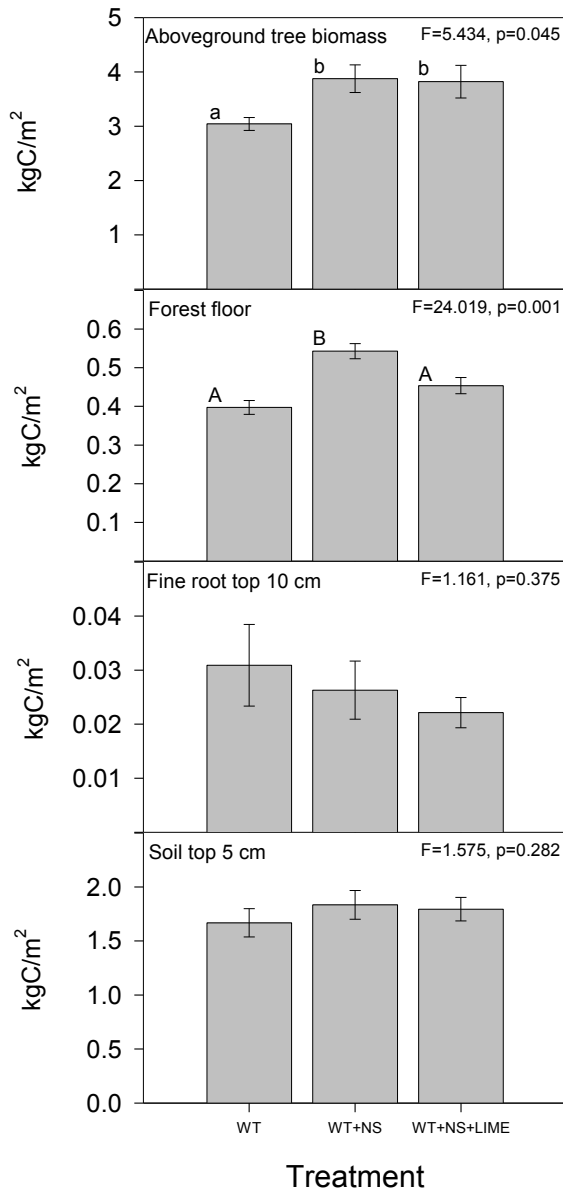 5
Aboveground tree biomass F=5.434, p=0.045
4
3
2
1
kgC/m²
a
b
b
Forest floor F=24.019, p=0.001
0.6
0.5
0.4
0.3
0.2
0.1
kgC/m²
A
B
A
Fine root top 10 cm F=1.161, p=0.375
0.04
0.03
0.02
0.01
kgC/m²
Soil top 5 cm F=1.575, p=0.282
2.0
1.5
1.0
0.5
0.0
kgC/m²
WT WT+NS WT+NS+LIME
Treatment